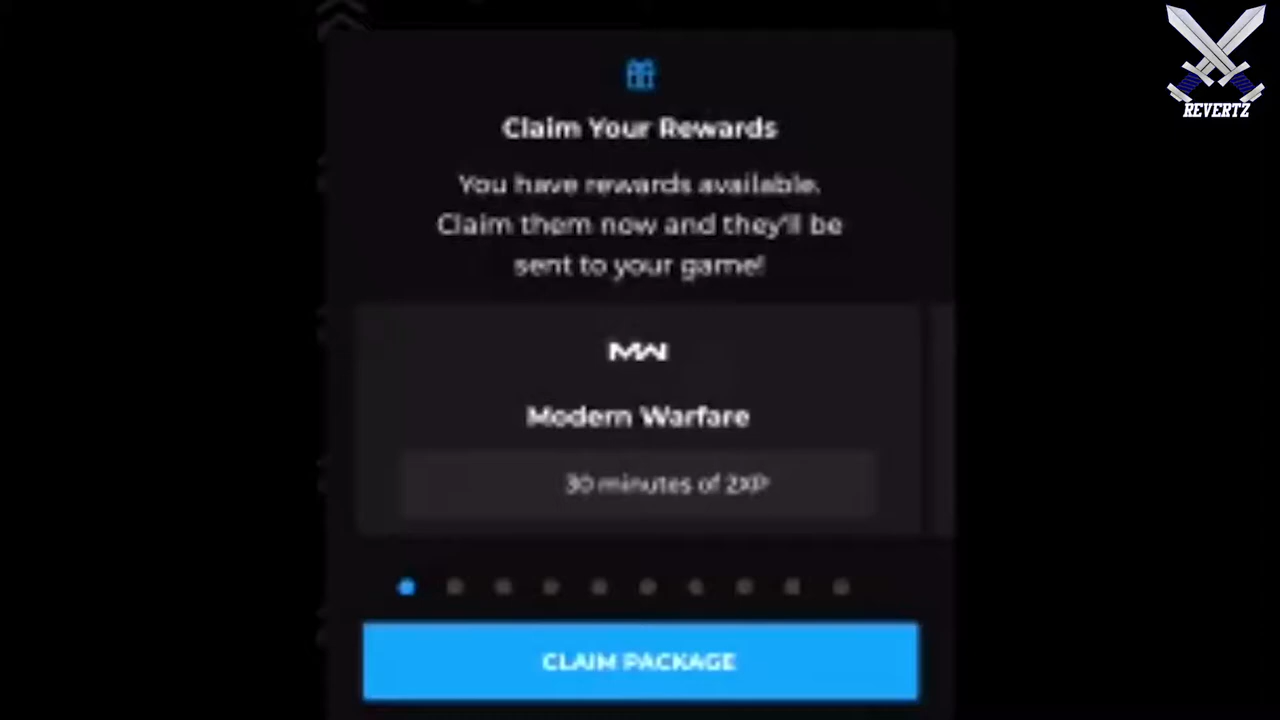 REVERTZ
Claim Your Rewards
You have rewards available.
Claim them now and they'll be
sent to your game!
MW
Modern Warfare
30 minutes of 2XP
CLAIM PACKAGE